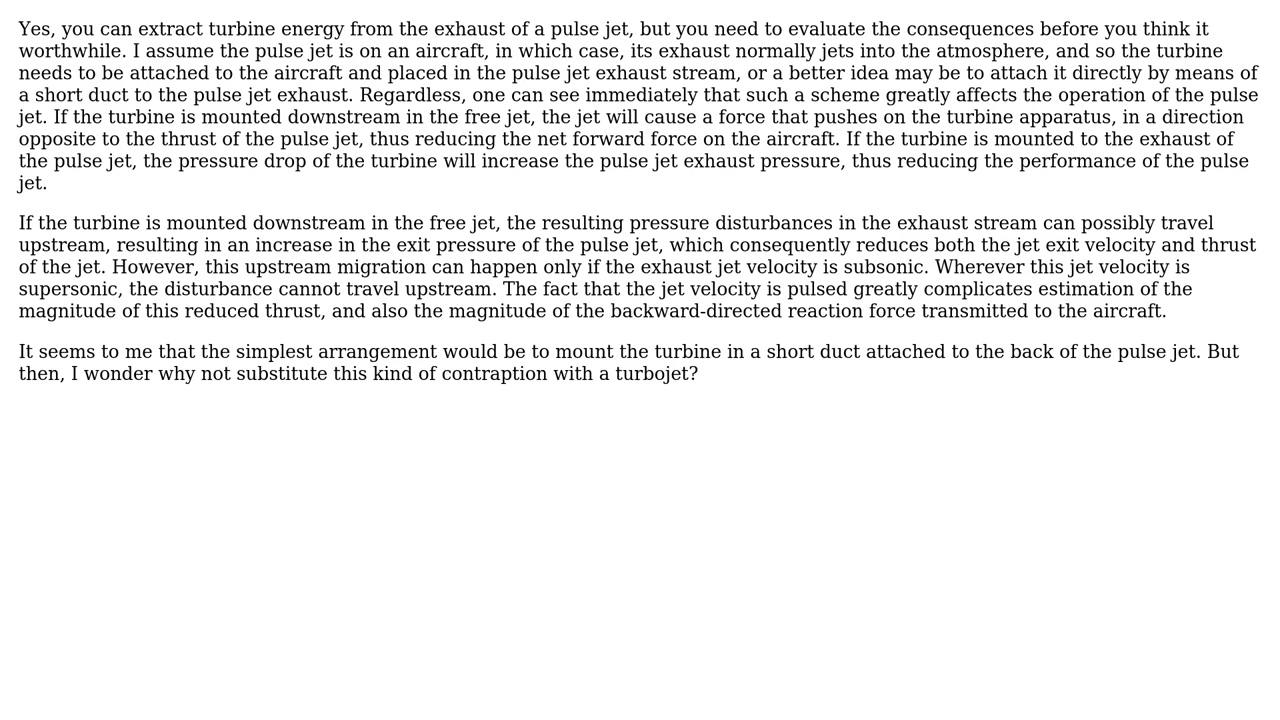 Yes, you can extract turbine energy from the exhaust of a pulse jet, but you need to evaluate the consequences before you think it
worthwhile. I assume the pulse jet is on an aircraft, in which case, its exhaust normally jets into the atmosphere, and so the turbine
needs to be attached to the aircraft and placed in the pulse jet exhaust stream, or a better idea may be to attach it directly by means of
a short duct to the pulse jet exhaust. Regardless, one can see immediately that such a scheme greatly affects the operation of the pulse
jet. If the turbine is mounted downstream in the free jet, the jet will cause a force that pushes on the turbine apparatus, in a direction
opposite to the thrust of the pulse jet, thus reducing the net forward force on the aircraft. If the turbine is mounted to the exhaust of
the pulse jet, the pressure drop of the turbine will increase the pulse jet exhaust pressure, thus reducing the performance of the pulse
jet.
If the turbine is mounted downstream in the free jet, the resulting pressure disturbances in the exhaust stream can possibly travel
upstream, resulting in an increase in the exit pressure of the pulse jet, which consequently reduces both the jet exit velocity and thrust
of the jet. However, this upstream migration can happen only if the exhaust jet velocity is subsonic. Wherever this jet velocity is
supersonic, the disturbance cannot travel upstream. The fact that the jet velocity is pulsed greatly complicates estimation of the
magnitude of this reduced thrust, and also the magnitude of the backward-directed reaction force transmitted to the aircraft.
It seems to me that the simplest arrangement would be to mount the turbine in a short duct attached to the back of the pulse jet. But
then, I wonder why not substitute this kind of contraption with a turbojet?